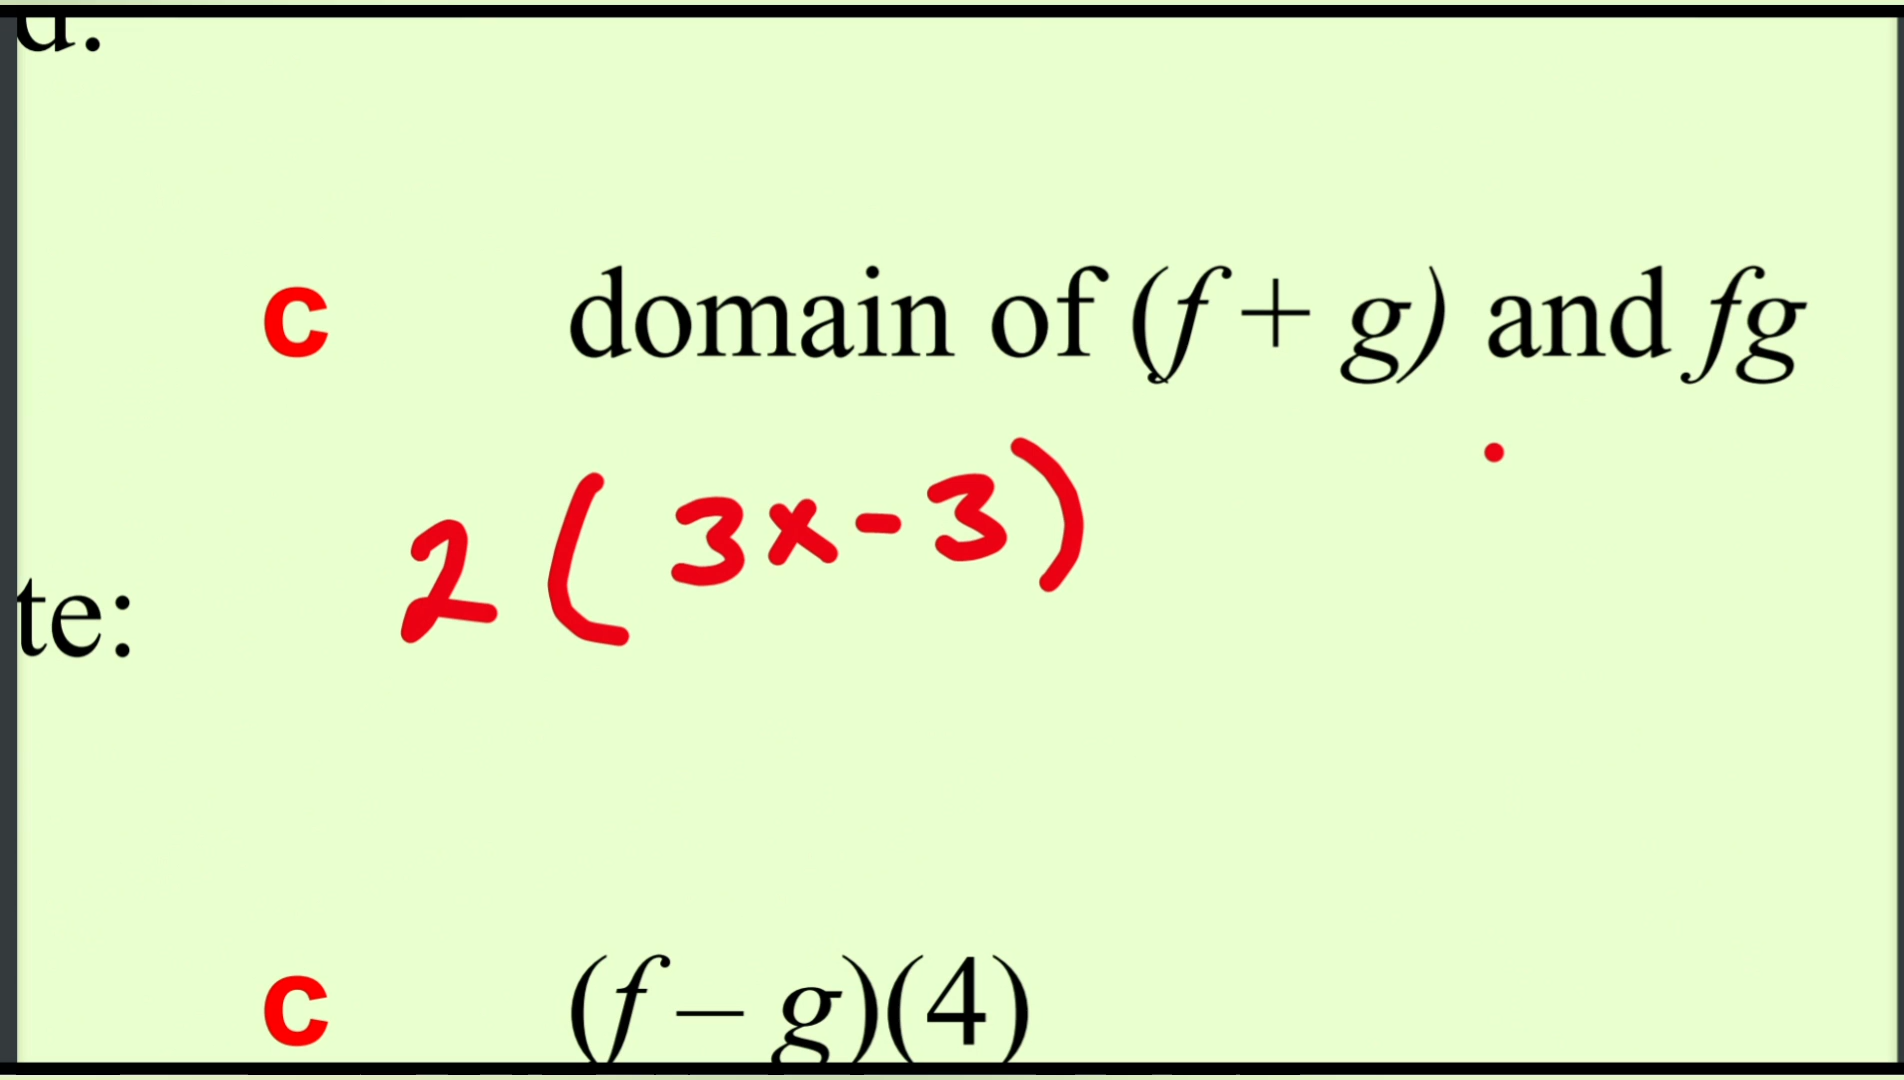 d.
c domain of (f + g) and fg
2(3x-3)
te:
c (f – g)(4)